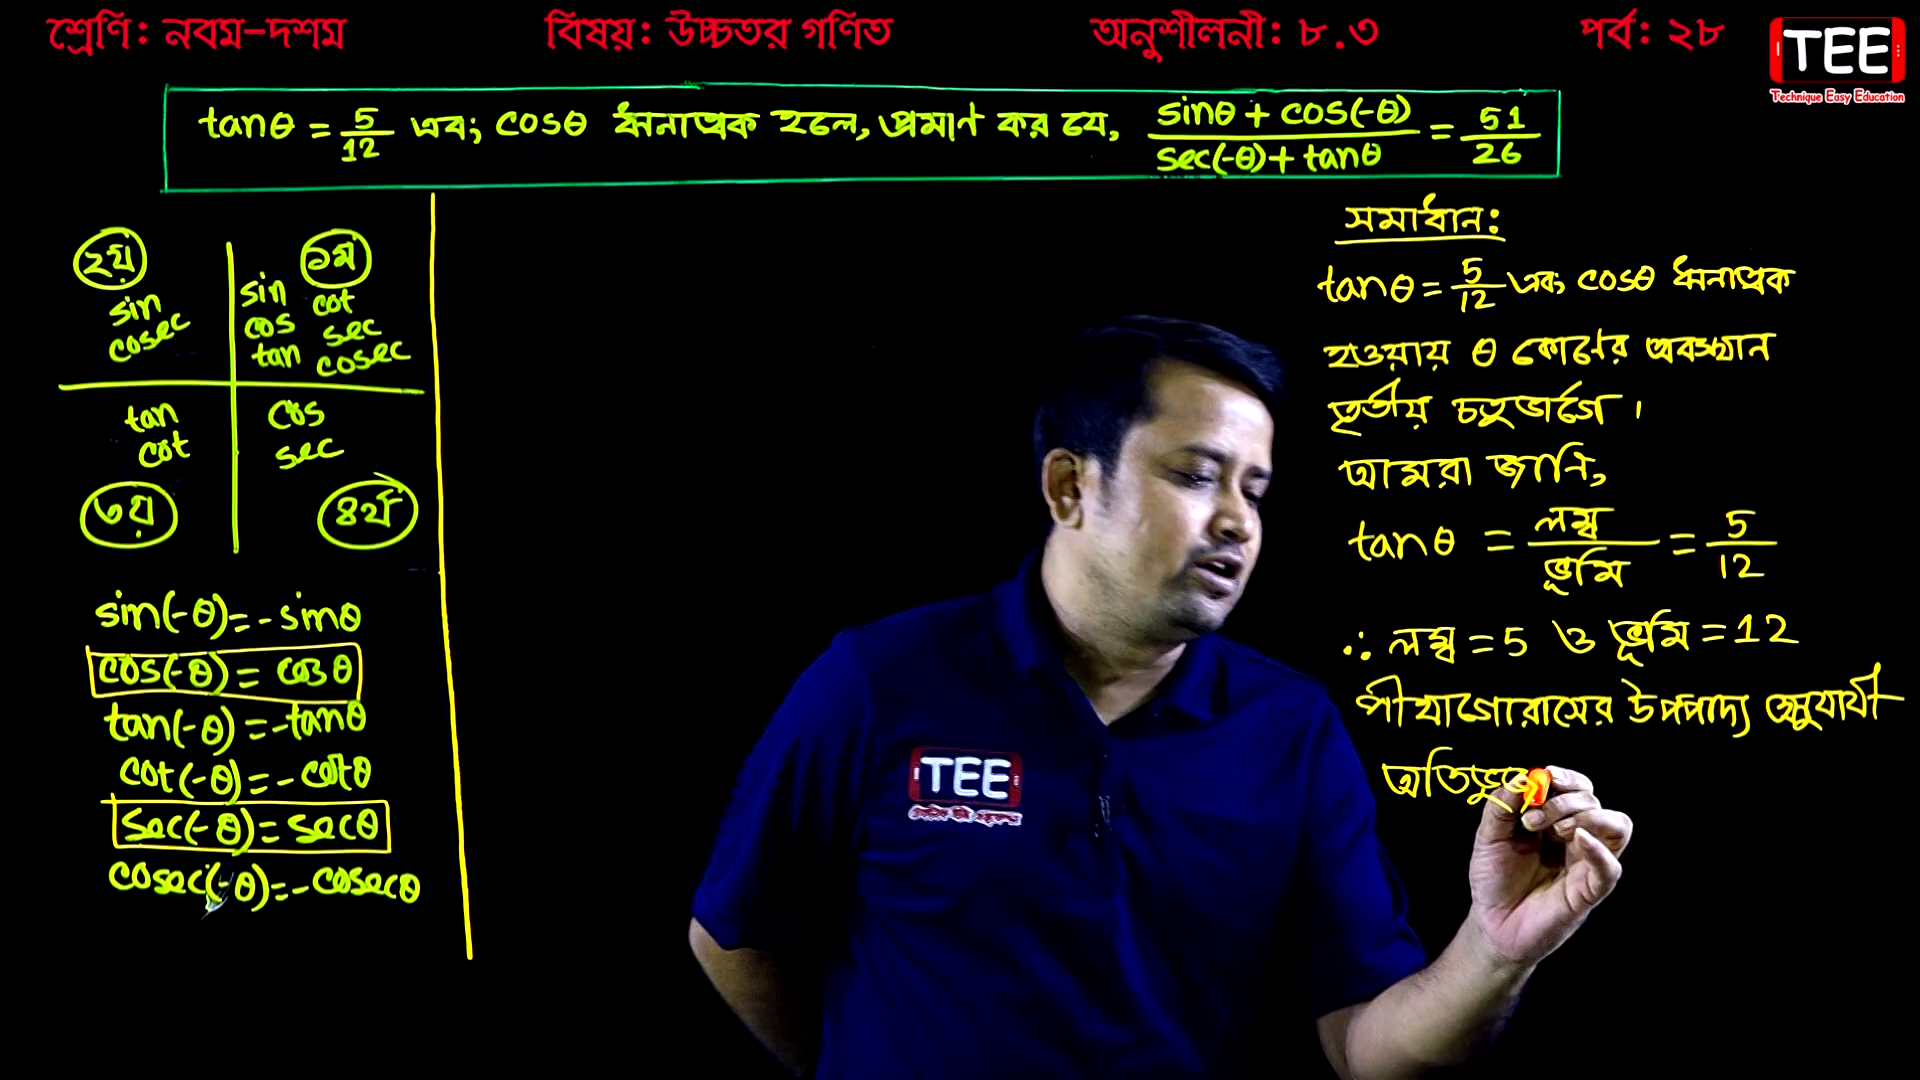 শ্রেণি: নবম-দশম
বিষয়: উচ্চতর গণিত
অনুশীলনী: ৮.৩
পর্ব: ২৮
TEE
Technique Easy Education
tanθ = 5/12 এবং cosθ ধনাত্মক হলে, প্রমাণ কর যে, (sinθ + cos(-θ))/(sec(-θ) + tanθ) = 51/26
২য়
sin
cosec
১ম
sin cot
cos sec
tan cosec
tan
cot
৩য়
cos
sec
৪র্থ
sin(-θ) = -sinθ
cos(-θ) = cosθ
tan(-θ) = -tanθ
cot(-θ) = -cotθ
sec(-θ) = secθ
cosec(-θ) = -cosecθ
সমাধান:
tanθ = 5/12 এবং cosθ ধনাত্মক
হওয়ায় θ কোণের অবস্থান
তৃতীয় চতুর্ভাগে।
আমরা জানি,
tanθ = লম্ব/ভূমি = 5/12
∴ লম্ব = 5 ও ভূমি = 12
পীথাগোরাসের উপপাদ্য অনুযায়ী
অতিভুজ
TEE